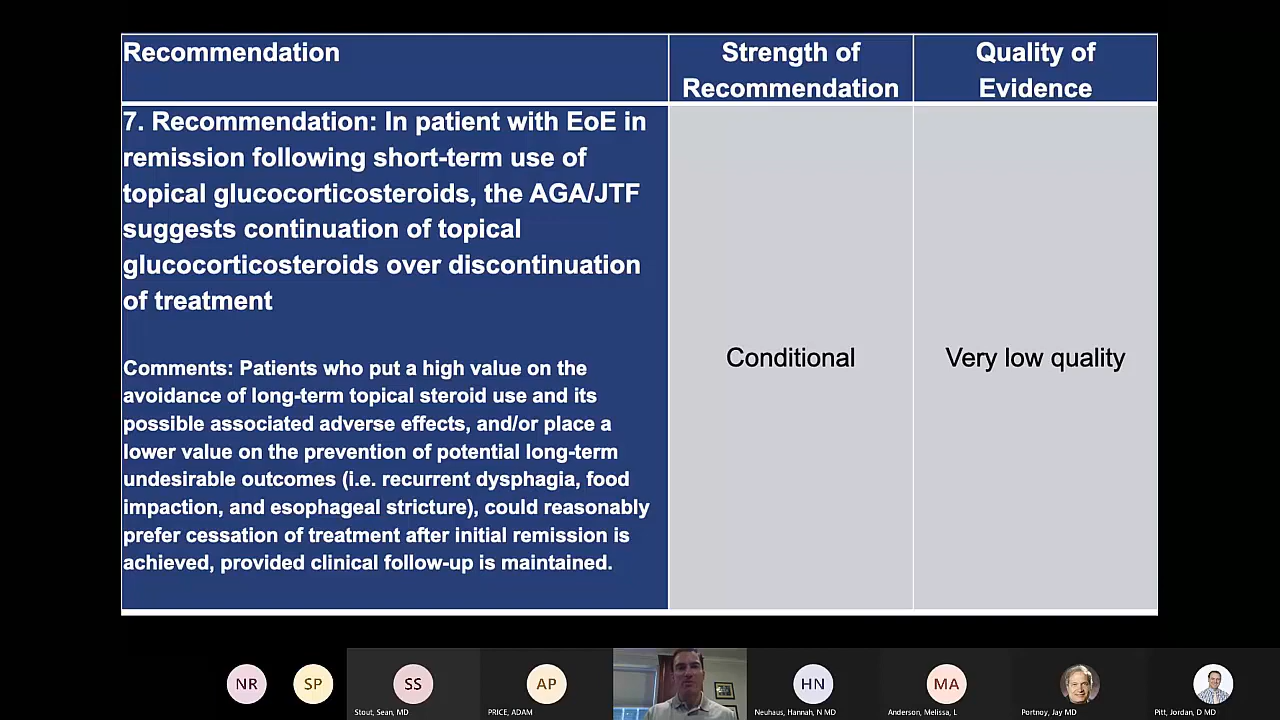 Recommendation
Strength of
Recommendation
Quality of
Evidence
7. Recommendation: In patient with EoE in
remission following short-term use of
topical glucocorticosteroids, the AGA/JTF
suggests continuation of topical
glucocorticosteroids over discontinuation
of treatment
Comments: Patients who put a high value on the
avoidance of long-term topical steroid use and its
possible associated adverse effects, and/or place a
lower value on the prevention of potential long-term
undesirable outcomes (i.e. recurrent dysphagia, food
impaction, and esophageal stricture), could reasonably
prefer cessation of treatment after initial remission is
achieved, provided clinical follow-up is maintained.
Conditional
Very low quality
NR
SP
SS
AP
HN
MA
Stout, Sean, MD
PRICE, ADAM
Neuhaus, Hannah, N MD
Anderson, Melissa, L
Portnoy, Jay MD
Pitt, Jordan, D MD